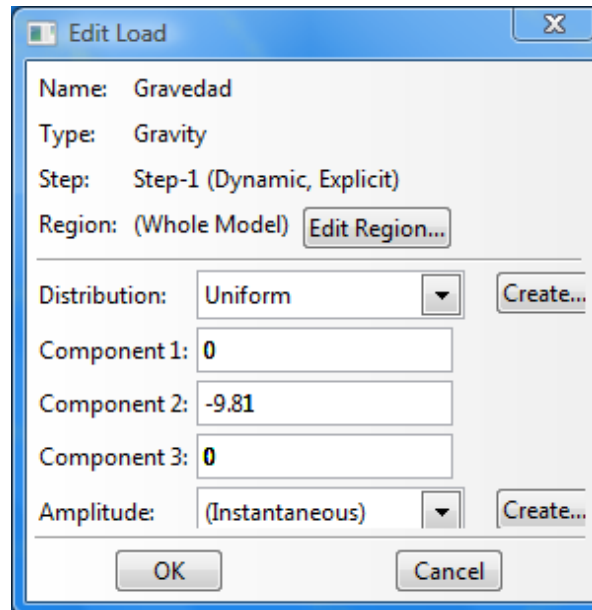 Edit Load
Name: Gravedad
Type: Gravity
Step: Step-1 (Dynamic, Explicit)
Region: (Whole Model) Edit Region...
Distribution: Uniform Create...
Component 1: 0
Component 2: -9.81
Component 3: 0
Amplitude: (Instantaneous) Create...
OK Cancel